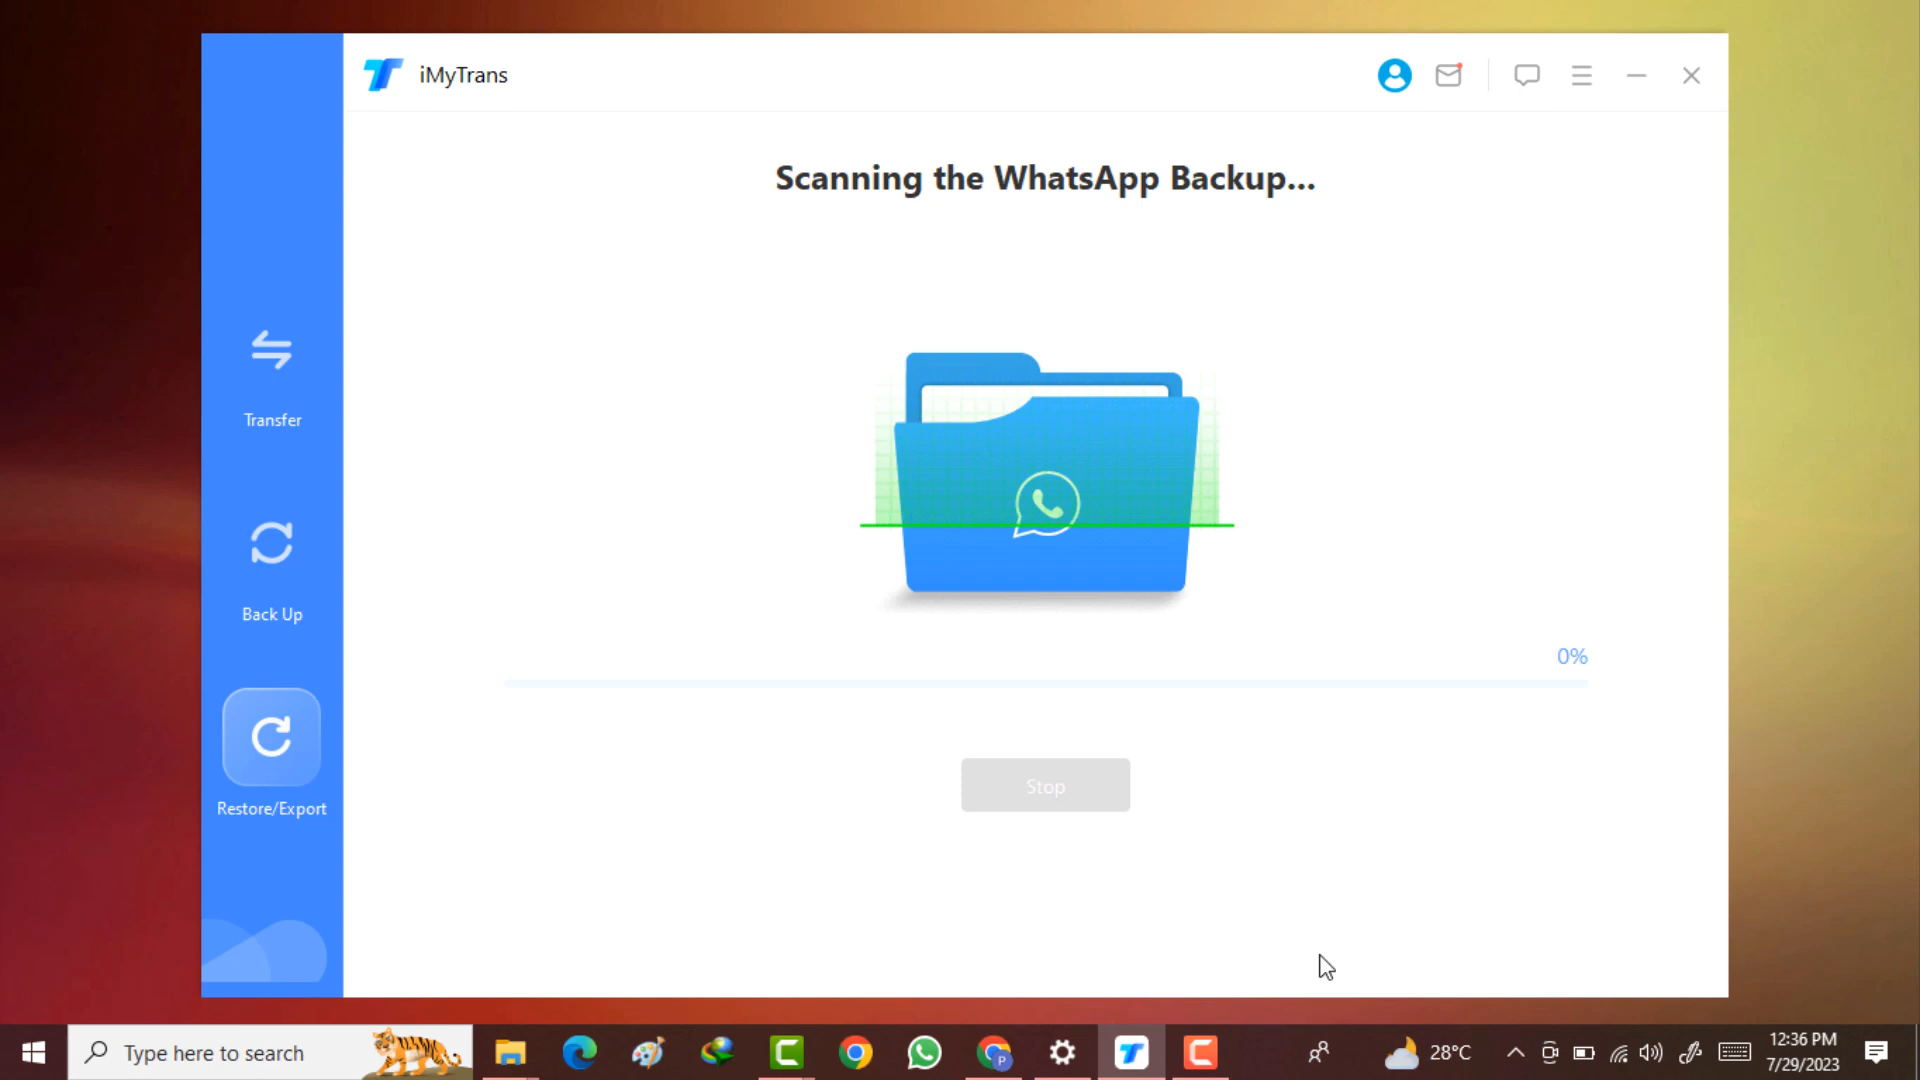 iMyTrans
Scanning the WhatsApp Backup...
Transfer
Back Up
Restore/Export
0%
Stop
Type here to search
P
28°C
12:36 PM
7/29/2023